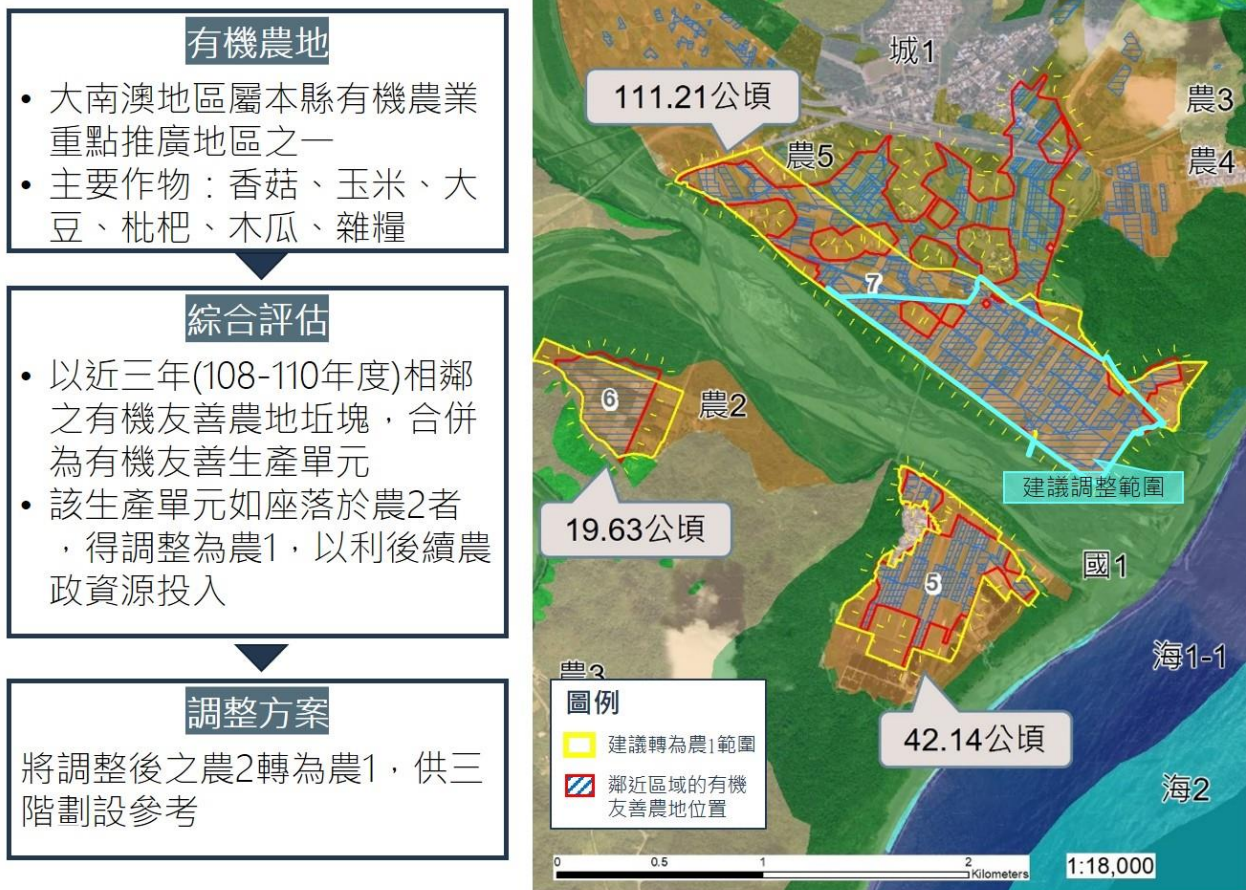 有機農地
• 大南澳地區屬本縣有機農業
重點推廣地區之一
• 主要作物：香菇、玉米、大
豆、枇杷、木瓜、雜糧
綜合評估
• 以近三年(108-110年度)相鄰
之有機友善農地坵塊，合併
為有機友善生產單元
• 該生產單元如座落於農2者
，得調整為農1，以利後續農
政資源投入
調整方案
將調整後之農2轉為農1，供三
階劃設參考
城1
111.21公頃
農3
農5
農4
7
6
農2
建議調整範圍
19.63公頃
5
國1
海1-1
農3
圖例
建議轉為農1範圍
鄰近區域的有機
友善農地位置
42.14公頃
海2
0 0.5 1 2
Kilometers
1:18,000